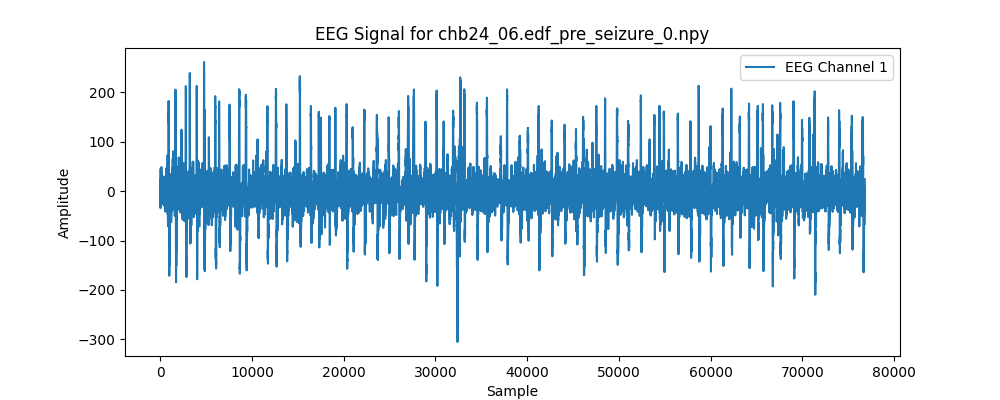 EEG Signal for chb24_06.edf_pre_seizure_0.npy
EEG Channel 1
200
100
0
−100
−200
−300
Amplitude
0 10000 20000 30000 40000 50000 60000 70000 80000
Sample